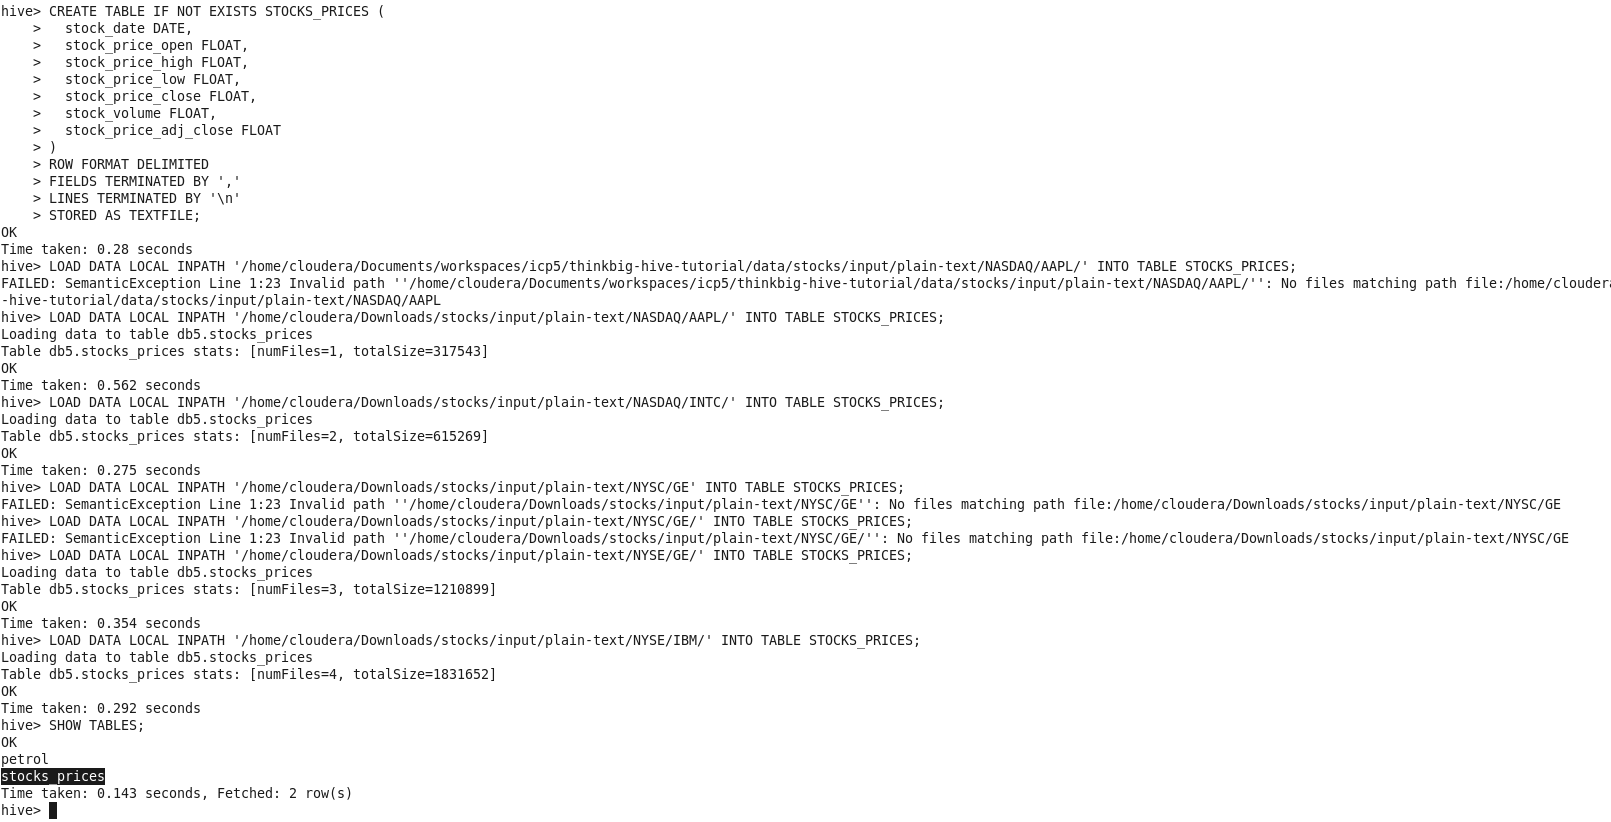 hive> CREATE TABLE IF NOT EXISTS STOCKS_PRICES (
    >   stock_date DATE,
    >   stock_price_open FLOAT,
    >   stock_price_high FLOAT,
    >   stock_price_low FLOAT,
    >   stock_price_close FLOAT,
    >   stock_volume FLOAT,
    >   stock_price_adj_close FLOAT
    > )
    > ROW FORMAT DELIMITED
    > FIELDS TERMINATED BY ','
    > LINES TERMINATED BY '\n'
    > STORED AS TEXTFILE;
OK
Time taken: 0.28 seconds
hive> LOAD DATA LOCAL INPATH '/home/cloudera/Documents/workspaces/icp5/thinkbig-hive-tutorial/data/stocks/input/plain-text/NASDAQ/AAPL/' INTO TABLE STOCKS_PRICES;
FAILED: SemanticException Line 1:23 Invalid path ''/home/cloudera/Documents/workspaces/icp5/thinkbig-hive-tutorial/data/stocks/input/plain-text/NASDAQ/AAPL/'': No files matching path file:/home/cloudera
-hive-tutorial/data/stocks/input/plain-text/NASDAQ/AAPL
hive> LOAD DATA LOCAL INPATH '/home/cloudera/Downloads/stocks/input/plain-text/NASDAQ/AAPL/' INTO TABLE STOCKS_PRICES;
Loading data to table db5.stocks_prices
Table db5.stocks_prices stats: [numFiles=1, totalSize=317543]
OK
Time taken: 0.562 seconds
hive> LOAD DATA LOCAL INPATH '/home/cloudera/Downloads/stocks/input/plain-text/NASDAQ/INTC/' INTO TABLE STOCKS_PRICES;
Loading data to table db5.stocks_prices
Table db5.stocks_prices stats: [numFiles=2, totalSize=615269]
OK
Time taken: 0.275 seconds
hive> LOAD DATA LOCAL INPATH '/home/cloudera/Downloads/stocks/input/plain-text/NYSC/GE' INTO TABLE STOCKS_PRICES;
FAILED: SemanticException Line 1:23 Invalid path ''/home/cloudera/Downloads/stocks/input/plain-text/NYSC/GE'': No files matching path file:/home/cloudera/Downloads/stocks/input/plain-text/NYSC/GE
hive> LOAD DATA LOCAL INPATH '/home/cloudera/Downloads/stocks/input/plain-text/NYSC/GE/' INTO TABLE STOCKS_PRICES;
FAILED: SemanticException Line 1:23 Invalid path ''/home/cloudera/Downloads/stocks/input/plain-text/NYSC/GE/'': No files matching path file:/home/cloudera/Downloads/stocks/input/plain-text/NYSC/GE
hive> LOAD DATA LOCAL INPATH '/home/cloudera/Downloads/stocks/input/plain-text/NYSE/GE/' INTO TABLE STOCKS_PRICES;
Loading data to table db5.stocks_prices
Table db5.stocks_prices stats: [numFiles=3, totalSize=1210899]
OK
Time taken: 0.354 seconds
hive> LOAD DATA LOCAL INPATH '/home/cloudera/Downloads/stocks/input/plain-text/NYSE/IBM/' INTO TABLE STOCKS_PRICES;
Loading data to table db5.stocks_prices
Table db5.stocks_prices stats: [numFiles=4, totalSize=1831652]
OK
Time taken: 0.292 seconds
hive> SHOW TABLES;
OK
petrol
stocks_prices
Time taken: 0.143 seconds, Fetched: 2 row(s)
hive>